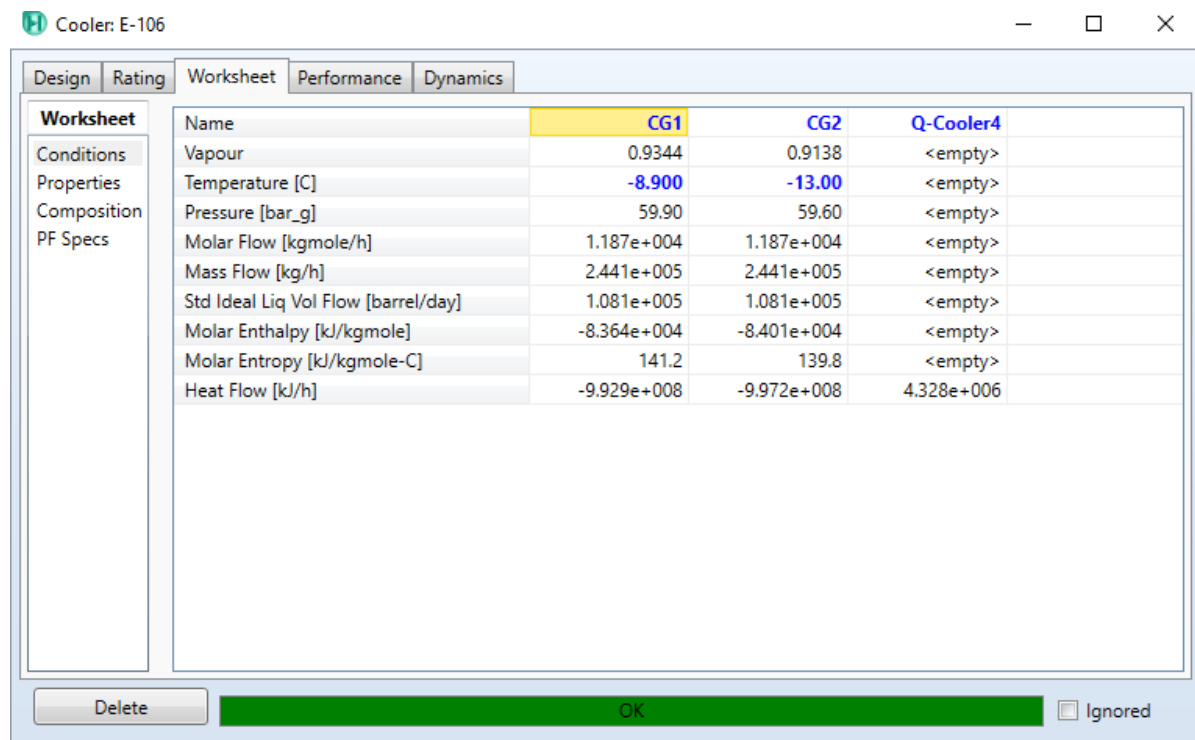 Cooler: E-106
Design Rating Worksheet Performance Dynamics
Worksheet
Conditions
Properties
Composition
PF Specs
Name CG1 CG2 Q-Cooler4
Vapour 0.9344 0.9138 <empty>
Temperature [C] -8.900 -13.00 <empty>
Pressure [bar_g] 59.90 59.60 <empty>
Molar Flow [kgmole/h] 1.187e+004 1.187e+004 <empty>
Mass Flow [kg/h] 2.441e+005 2.441e+005 <empty>
Std Ideal Liq Vol Flow [barrel/day] 1.081e+005 1.081e+005 <empty>
Molar Enthalpy [kJ/kgmole] -8.364e+004 -8.401e+004 <empty>
Molar Entropy [kJ/kgmole-C] 141.2 139.8 <empty>
Heat Flow [kJ/h] -9.929e+008 -9.972e+008 4.328e+006
Delete OK Ignored